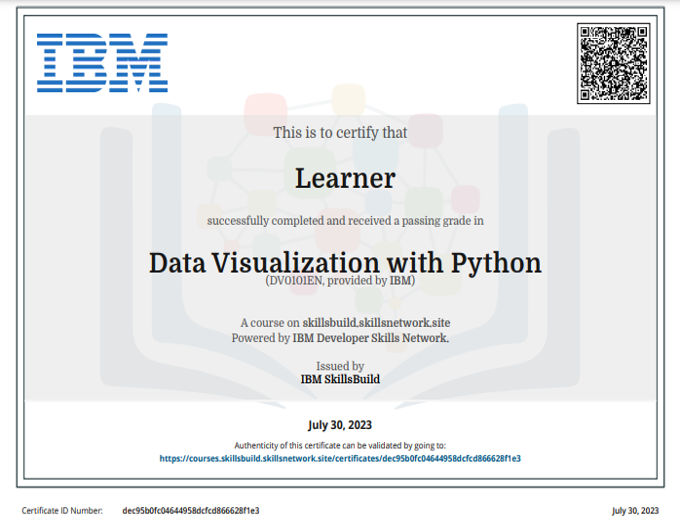 IBM
This is to certify that
Learner
successfully completed and received a passing grade in
Data Visualization with Python
(DV0101EN, provided by IBM)
A course on skillsbuild.skillsnetwork.site
Powered by IBM Developer Skills Network.
Issued by
IBM SkillsBuild
July 30, 2023
Authenticity of this certificate can be validated by going to:
https://courses.skillsbuild.skillsnetwork.site/certificates/dec95b0fc04644958dcfcd866628f1e3
Certificate ID Number: dec95b0fc04644958dcfcd866628f1e3 July 30, 2023